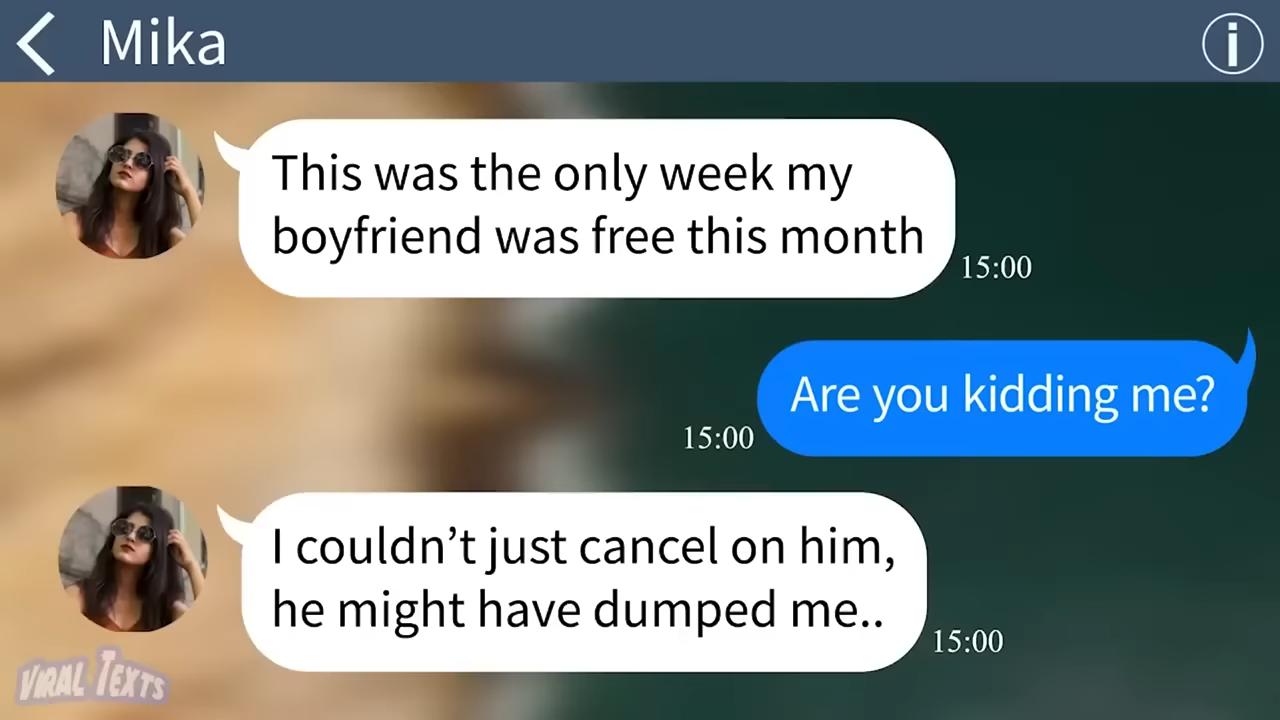 Mika
This was the only week my
boyfriend was free this month
15:00
Are you kidding me?
15:00
I couldn’t just cancel on him,
he might have dumped me..
15:00
VIRAL TEXTS